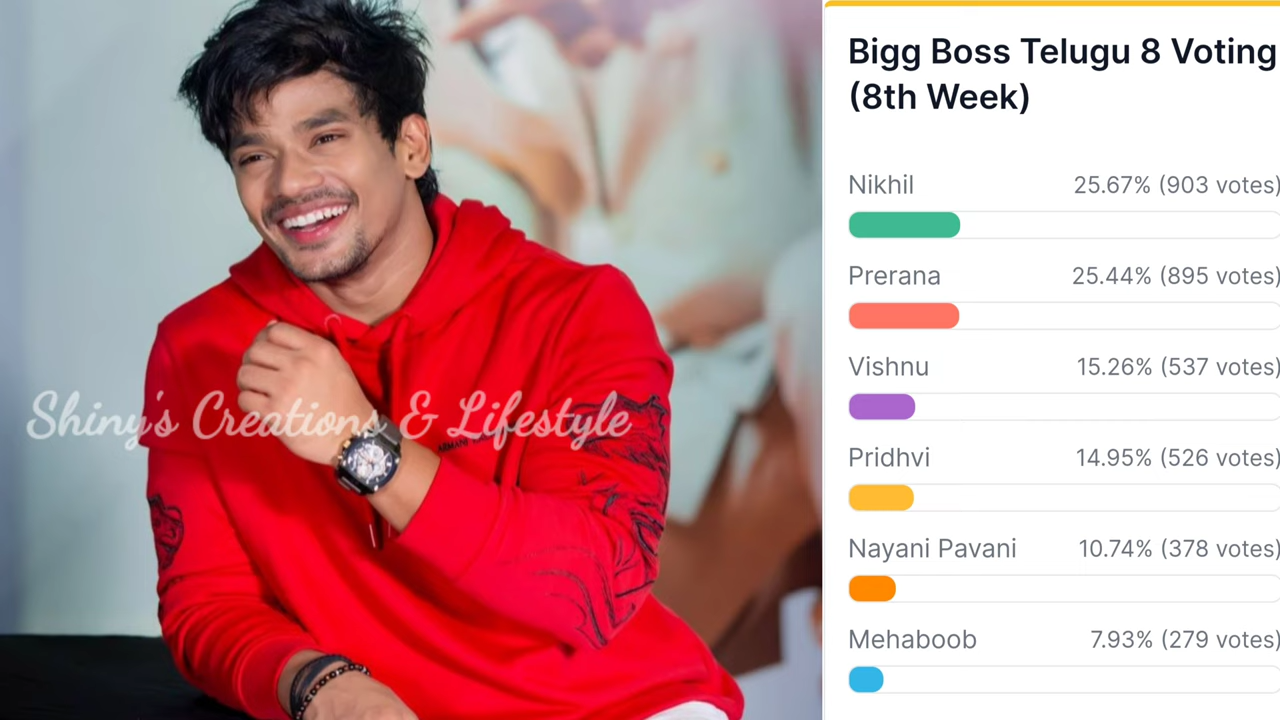 Bigg Boss Telugu 8 Voting
(8th Week)
Nikhil 25.67% (903 votes)
Prerana 25.44% (895 votes)
Vishnu 15.26% (537 votes)
Pridhvi 14.95% (526 votes)
Nayani Pavani 10.74% (378 votes)
Mehaboob 7.93% (279 votes)
Shiny's Creations & Lifestyle